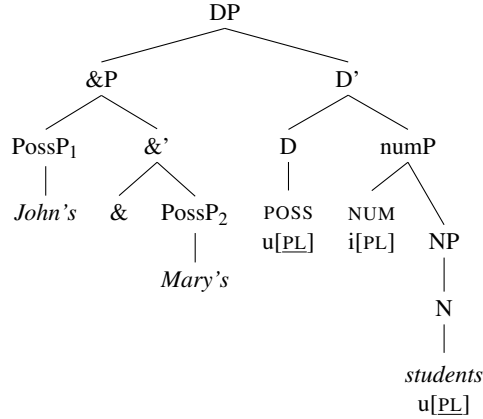 DP
&P D’
PossP1 &’ D numP
John’s & PossP2 POSS NUM NP
u[PL] i[PL]
Mary’s N
students
u[PL]